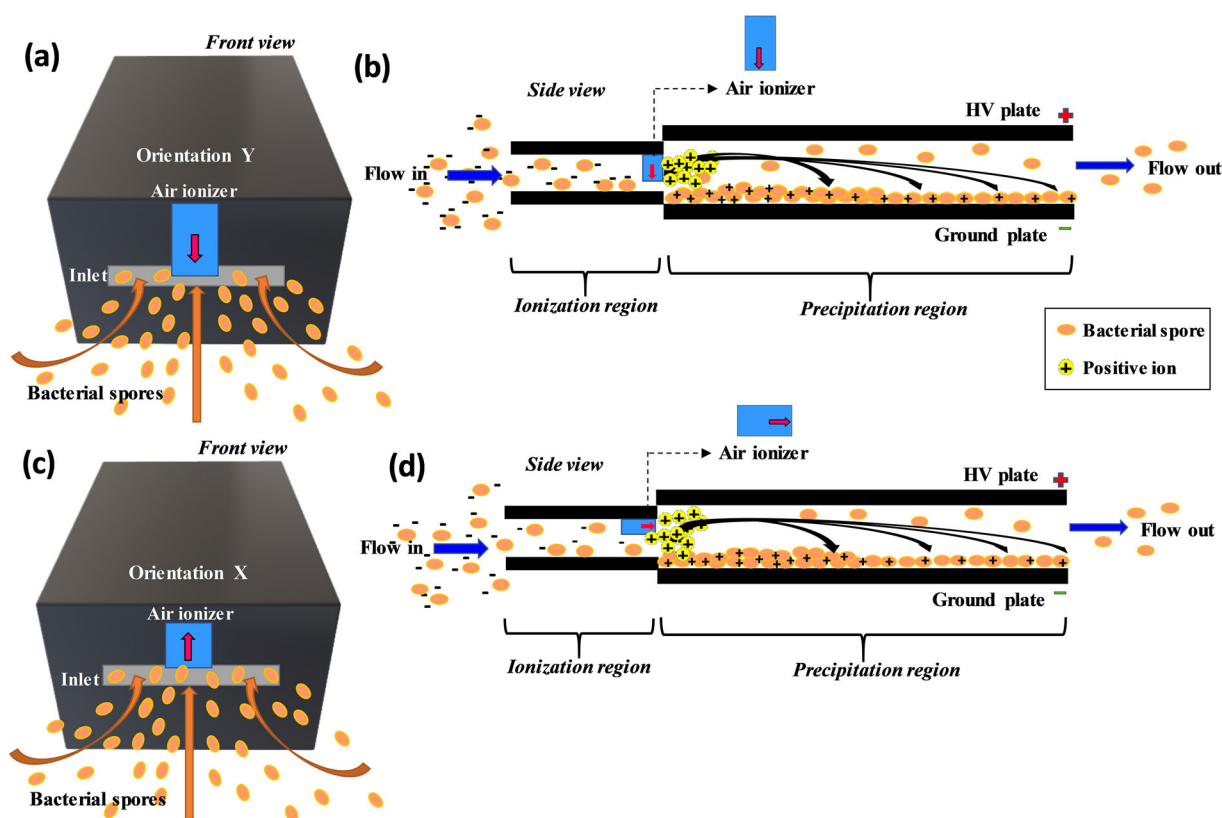 (a)
Front view
Orientation Y
Air ionizer
Inlet
Bacterial spores
(b)
Side view
Air ionizer
HV plate +
Flow in
Flow out
Ground plate −
Ionization region
Precipitation region
Bacterial spore
+ Positive ion
(c)
Front view
Orientation X
Air ionizer
Inlet
Bacterial spores
(d)
Side view
Air ionizer
HV plate +
Flow in
Flow out
Ground plate −
Ionization region
Precipitation region